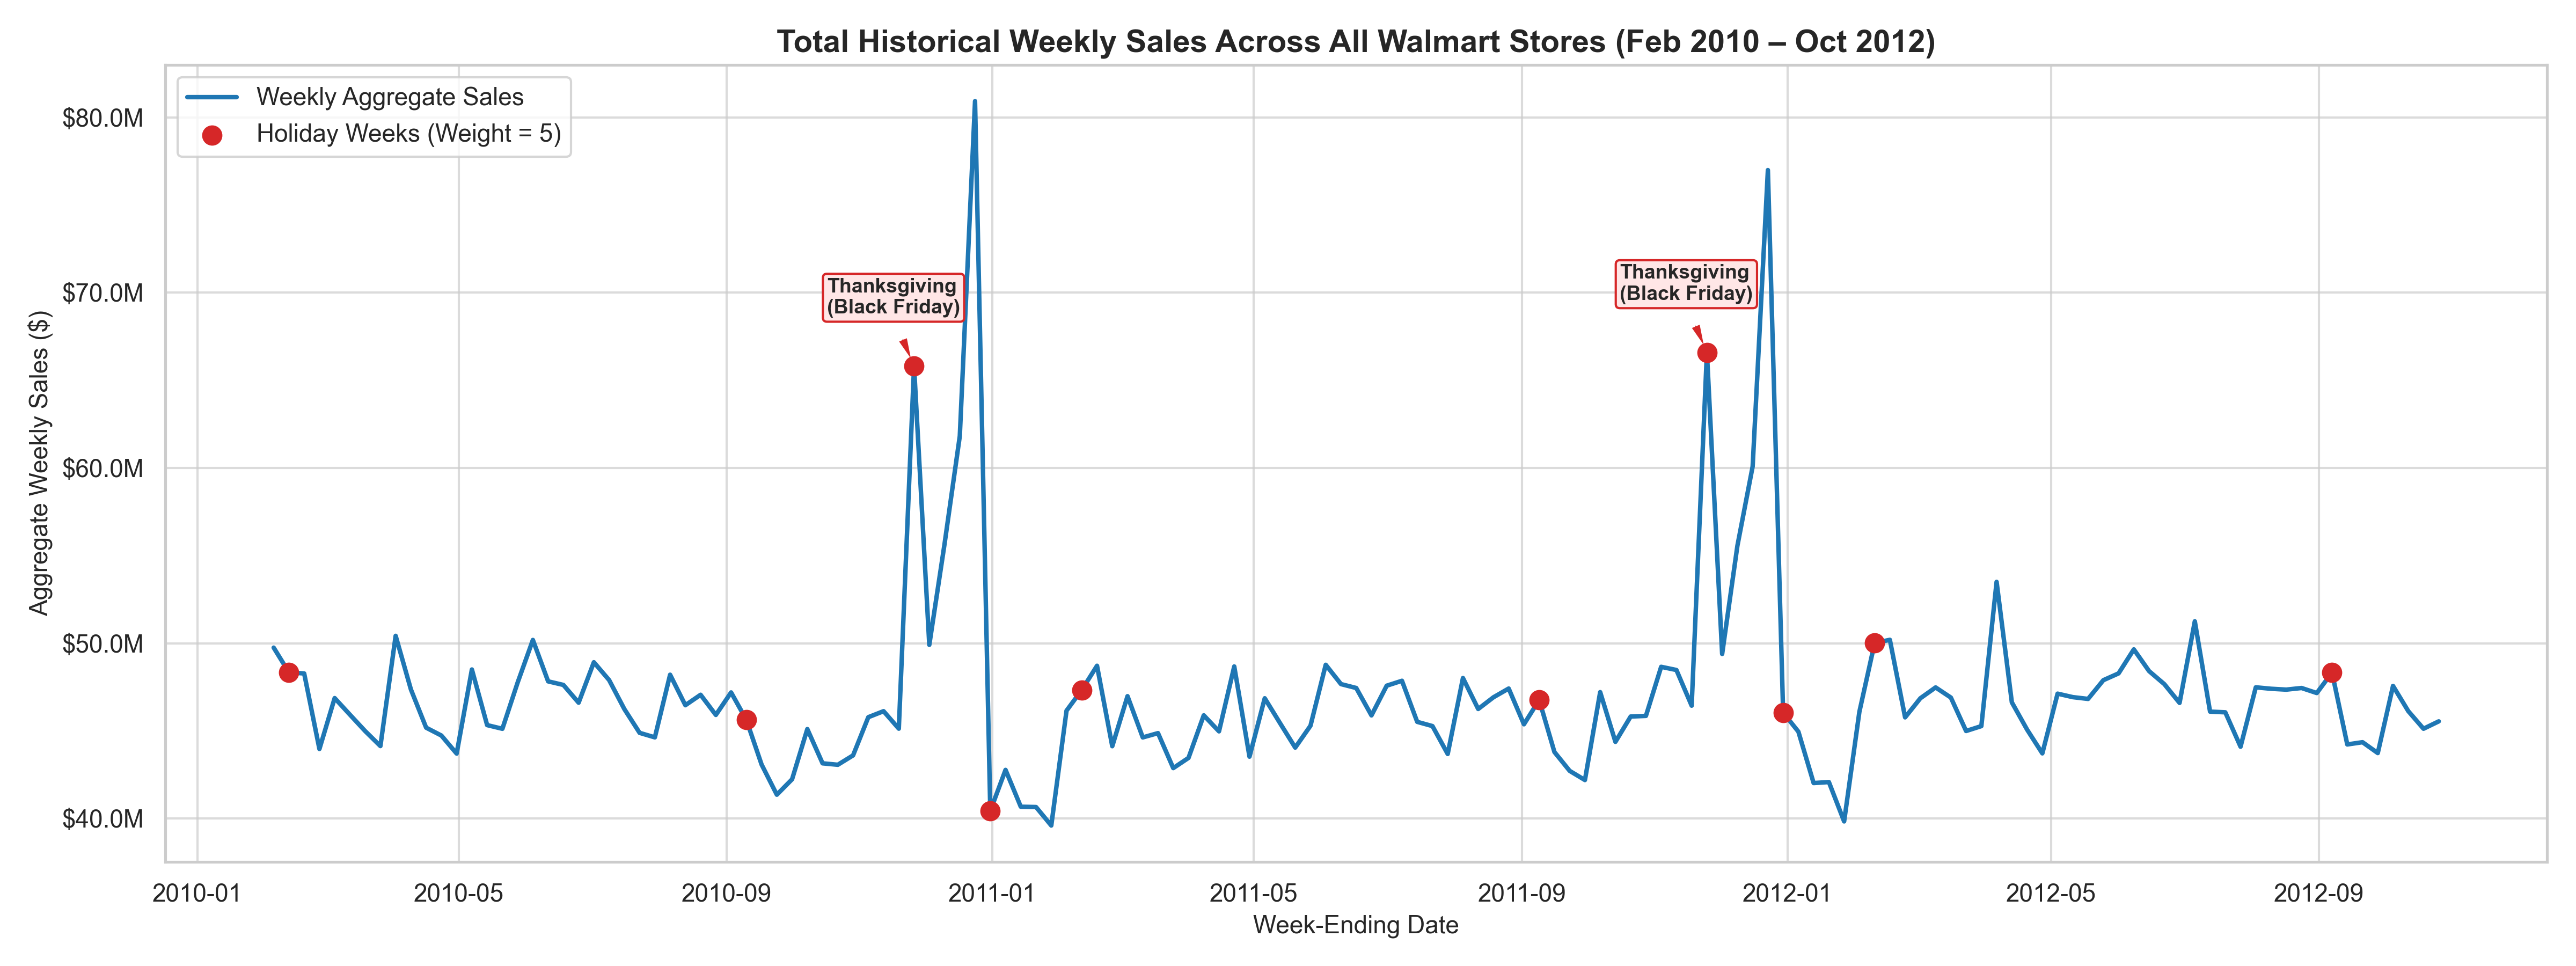 Total Historical Weekly Sales Across All Walmart Stores (Feb 2010 – Oct 2012)
Weekly Aggregate Sales
Holiday Weeks (Weight = 5)
$80.0M
$70.0M
$60.0M
$50.0M
$40.0M
Aggregate Weekly Sales ($)
Thanksgiving
(Black Friday)
Thanksgiving
(Black Friday)
2010-01
2010-05
2010-09
2011-01
2011-05
2011-09
2012-01
2012-05
2012-09
Week-Ending Date